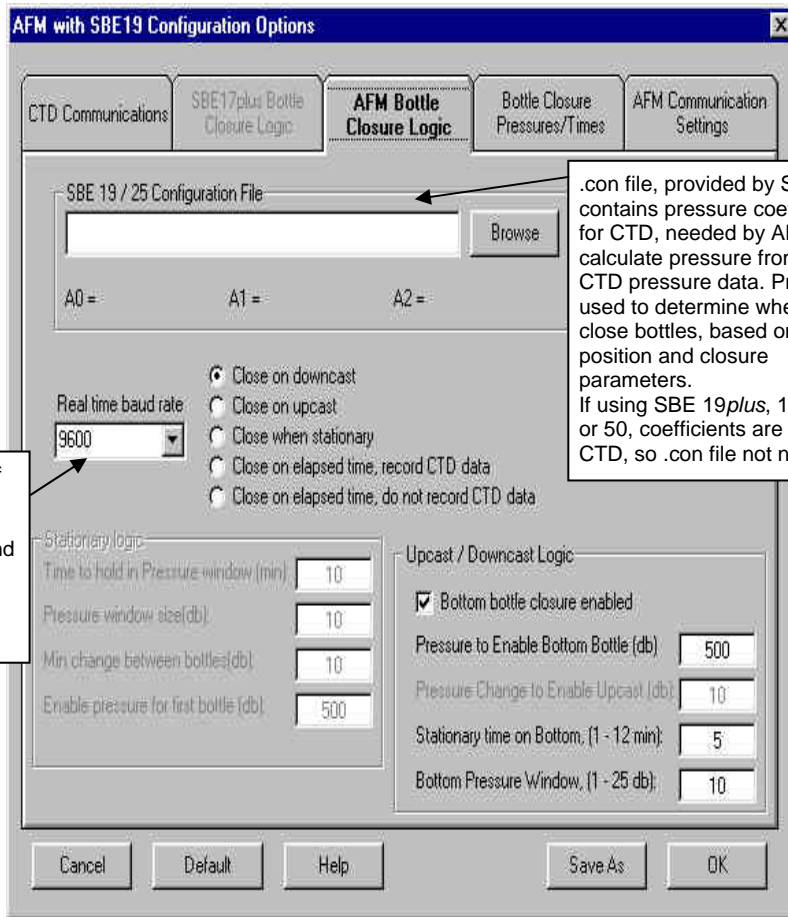 AFM with SBE19 Configuration Options
CTD Communications
SBE17plus Bottle
Closure Logic
AFM Bottle
Closure Logic
Bottle Closure
Pressures/Times
AFM Communication
Settings
SBE 19 / 25 Configuration File
Browse
A0 = A1 = A2 =
.con file, provided by
contains pressure
for CTD, needed by
calculate pressure
CTD pressure data.
used to determine
close bottles, based
position and closure
parameters.
If using SBE 19plus,
or 50, coefficients are
CTD, so .con file not
Real time baud rate
9600
Close on downcast
Close on upcast
Close when stationary
Close on elapsed time, record CTD data
Close on elapsed time, do not record CTD data
Stationary logic
Time to hold in Pressure window (min) 10
Pressure window size(db) 10
Min change between bottles(db) 10
Enable pressure for first bottle (db) 500
Upcast / Downcast Logic
Bottom bottle closure enabled
Pressure to Enable Bottom Bottle (db) 500
Pressure Change to Enable Upcast (db) 10
Stationary time on Bottom, (1 - 12 min): 5
Bottom Pressure Window, (1 - 25 db): 10
Cancel Default Help Save As OK